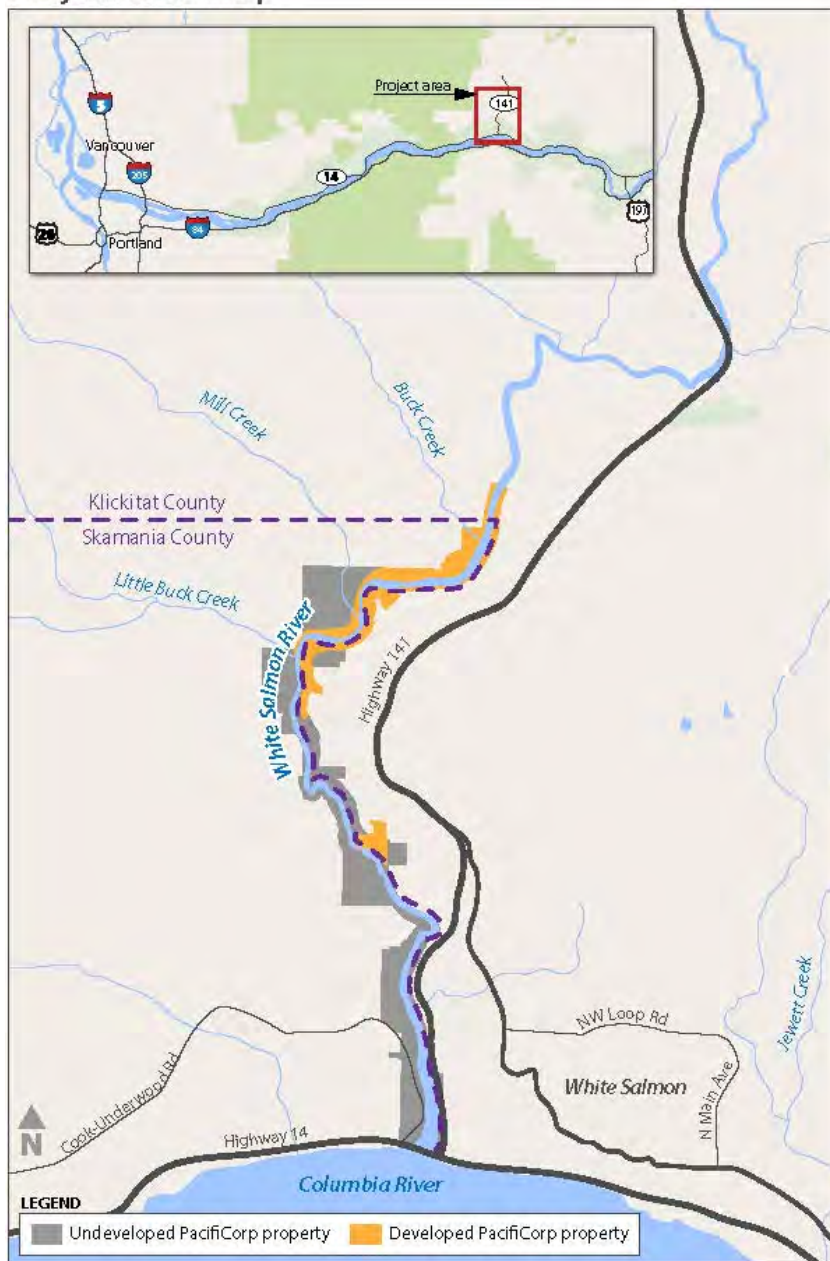 Project area
141
5
Vancouver
205
14
197
26
84
Portland
Mill Creek
Buck Creek
Klickitat County
Skamania County
Little Buck Creek
White Salmon River
Highway 141
Jewett Creek
NW Loop Rd
Cook-Underwood Rd
White Salmon
N Main Ave
N
Highway 14
Columbia River
LEGEND
Undeveloped PacifiCorp property
Developed PacifiCorp property